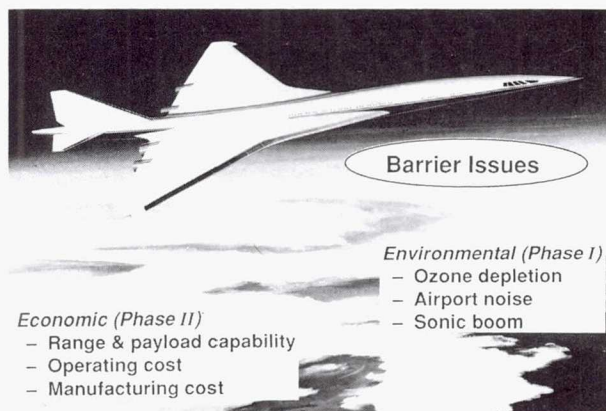 Barrier Issues
Environmental (Phase I)
– Ozone depletion
– Airport noise
– Sonic boom
Economic (Phase II)
– Range & payload capability
– Operating cost
– Manufacturing cost